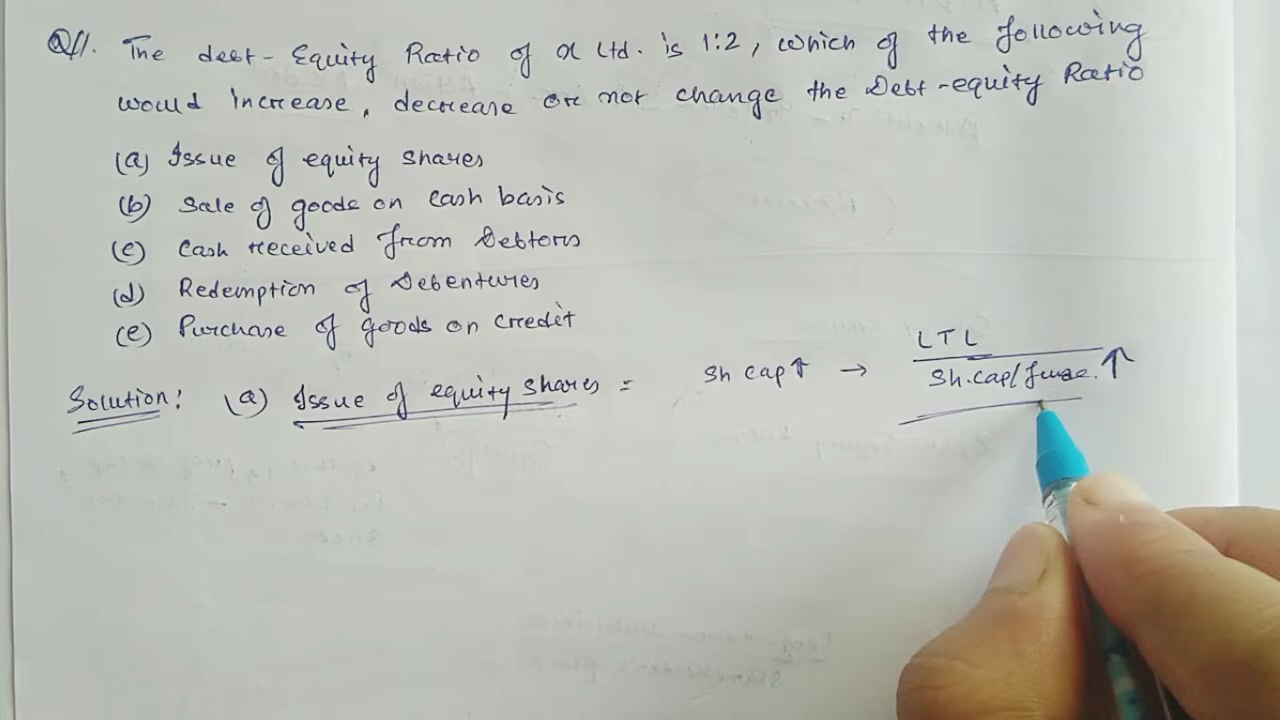 Q1. The debt-Equity Ratio of X Ltd. is 1:2, which of the following
would increase, decrease or not change the Debt-equity Ratio
(a) Issue of equity shares
(b) Sale of goods on cash basis
(c) Cash received from Debtors
(d) Redemption of Debentures
(e) Purchase of goods on credit
Solution: (a) Issue of equity shares = Sh cap↑ →
LTL
Sh.cap/ ↑